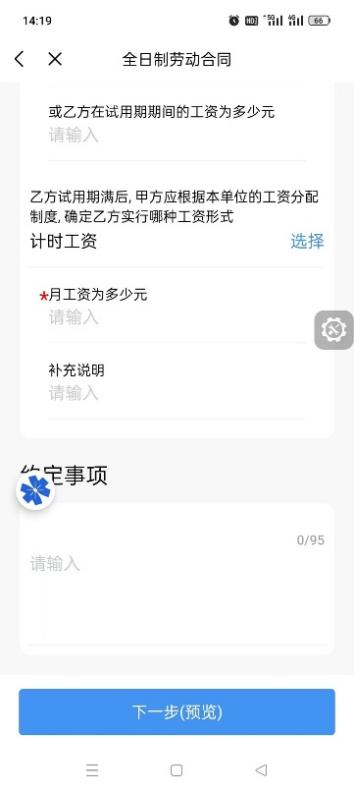 14:19
HD 5G 4G 66
全日制劳动合同
或乙方在试用期期间的工资为多少元
请输入
乙方试用期满后, 甲方应根据本单位的工资分配
制度, 确定乙方实行哪种工资形式
计时工资 选择
*月工资为多少元
请输入
补充说明
请输入
约定事项
0/95
请输入
下一步(预览)